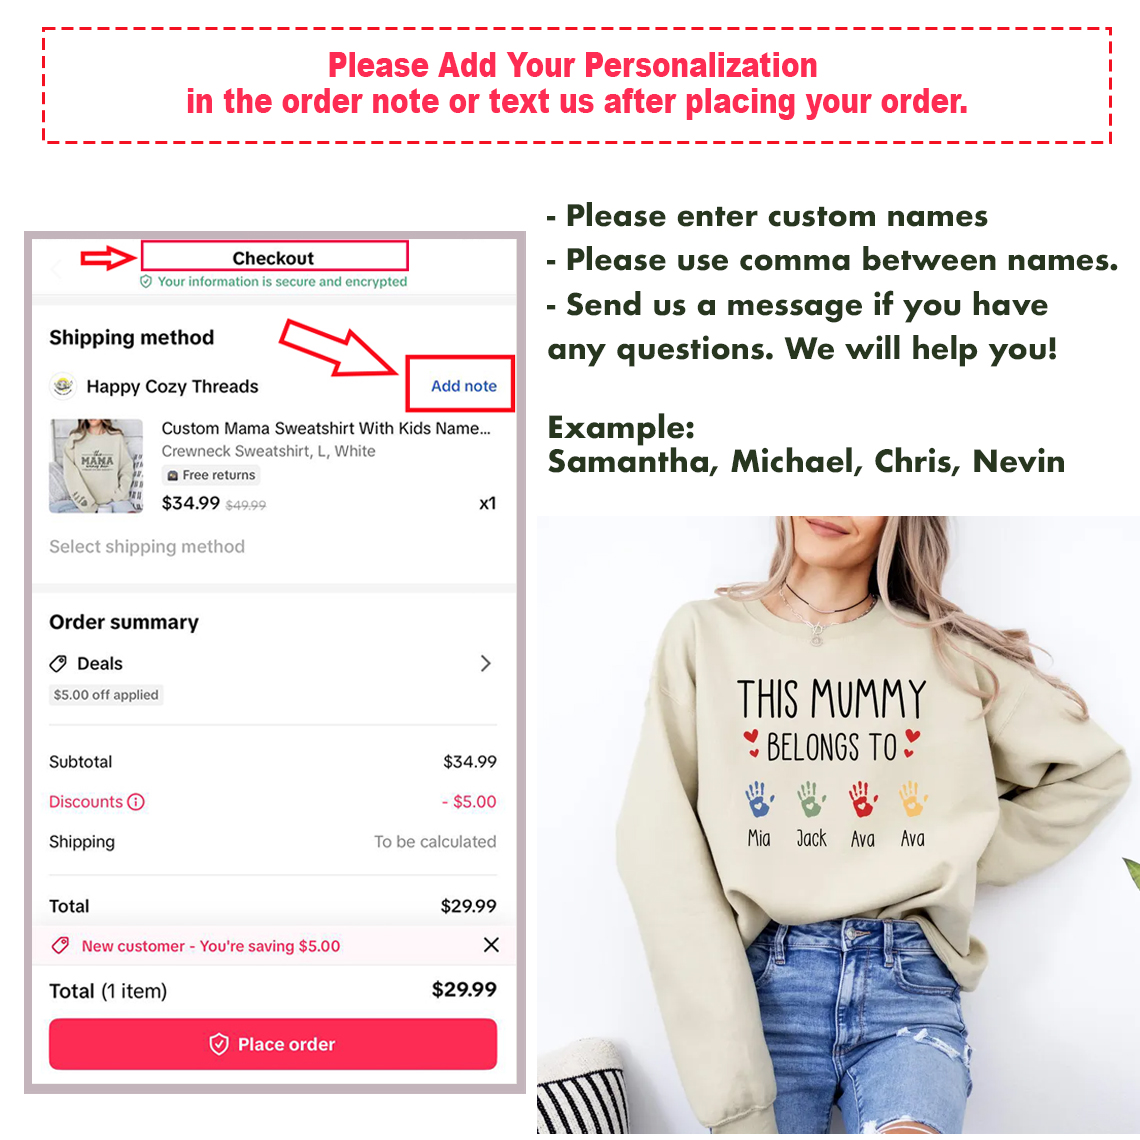 Please Add Your Personalization
in the order note or text us after placing your order.
- Please enter custom names
- Please use comma between names.
- Send us a message if you have
any questions. We will help you!
Example:
Samantha, Michael, Chris, Nevin
Checkout
Your information is secure and encrypted
Shipping method
Happy Cozy Threads
Add note
Custom Mama Sweatshirt With Kids Name...
Crewneck Sweatshirt, L, White
Free returns
$34.99 $49.99
x1
Select shipping method
Order summary
Deals
$5.00 off applied
Subtotal $34.99
Discounts - $5.00
Shipping To be calculated
Total $29.99
New customer - You're saving $5.00
Total (1 item) $29.99
Place order
MAMA
THIS MUMMY
BELONGS TO
Mia Jack Ava Ava